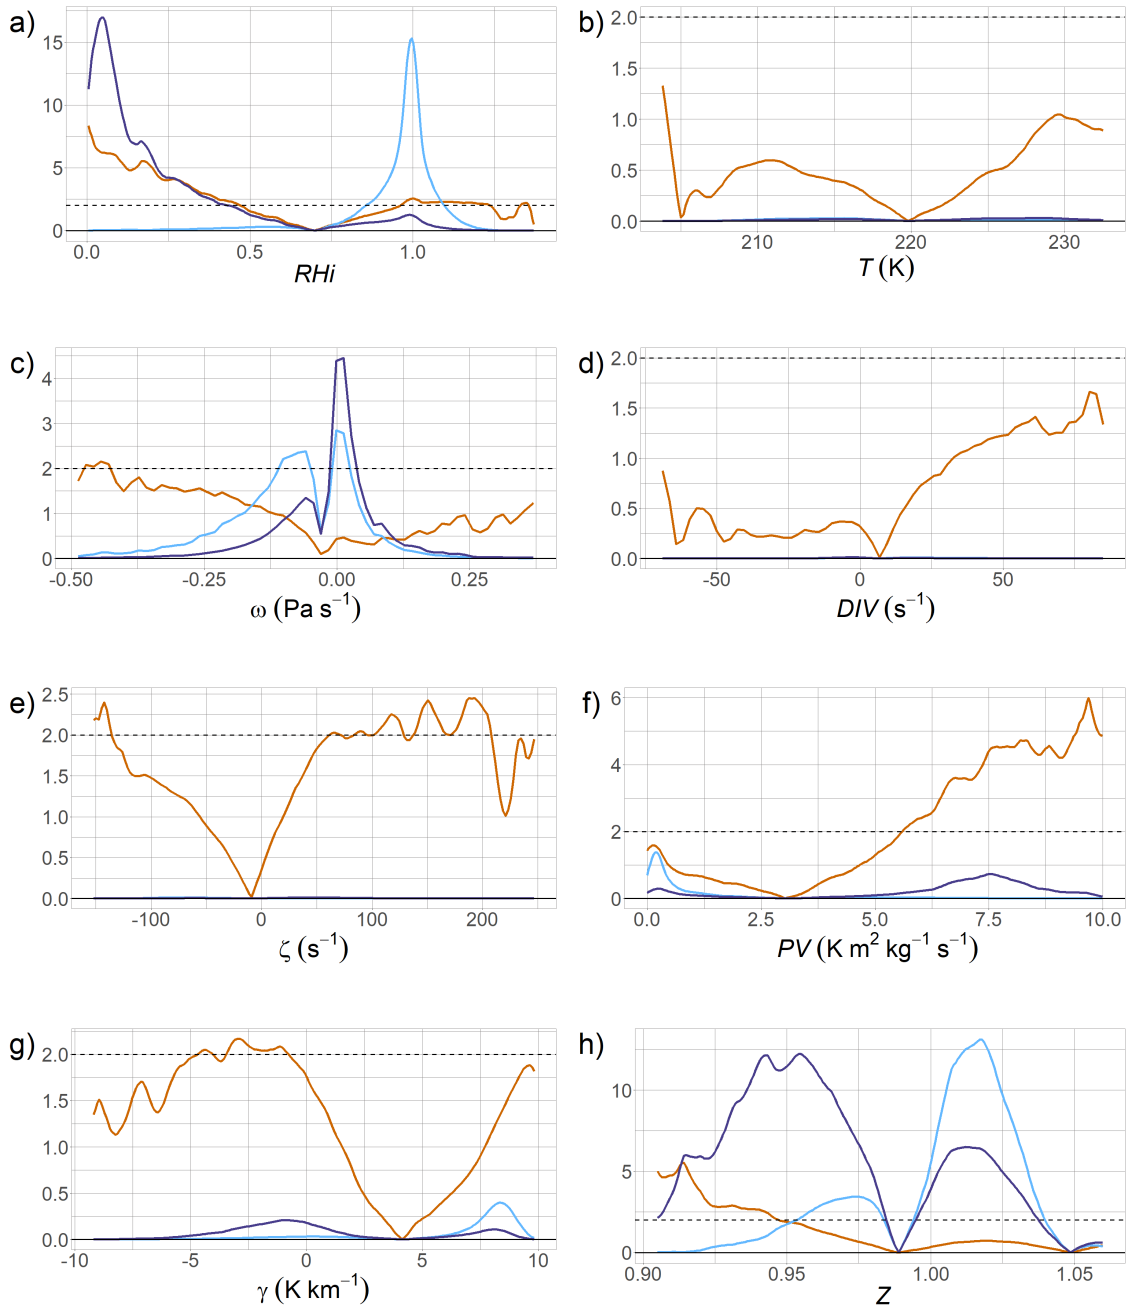 a)
15
10
5
0
0.0 0.5 1.0
RHi
b)
2.0
1.5
1.0
0.5
0.0
210 220 230
T (K)
c)
4
3
2
1
0
-0.50 -0.25 0.00 0.25
ω (Pa s⁻¹)
d)
2.0
1.5
1.0
0.5
0.0
-50 0 50
DIV (s⁻¹)
e)
2.5
2.0
1.5
1.0
0.5
0.0
-100 0 100 200
ζ (s⁻¹)
f)
6
4
2
0
0.0 2.5 5.0 7.5 10.0
PV (K m² kg⁻¹ s⁻¹)
g)
2.0
1.5
1.0
0.5
0.0
-10 -5 0 5 10
γ (K km⁻¹)
h)
10
5
0
0.90 0.95 1.00 1.05
Z